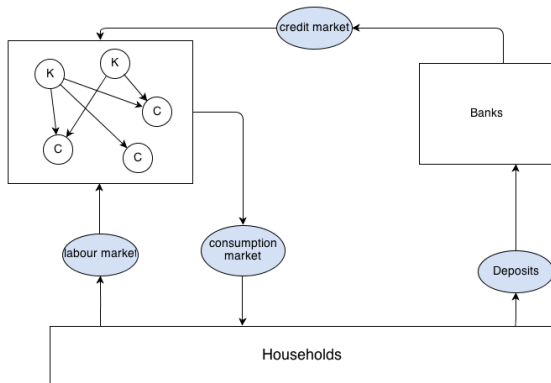 credit market
K
K
C
C
C
Banks
labour market
consumption
market
Deposits
Households